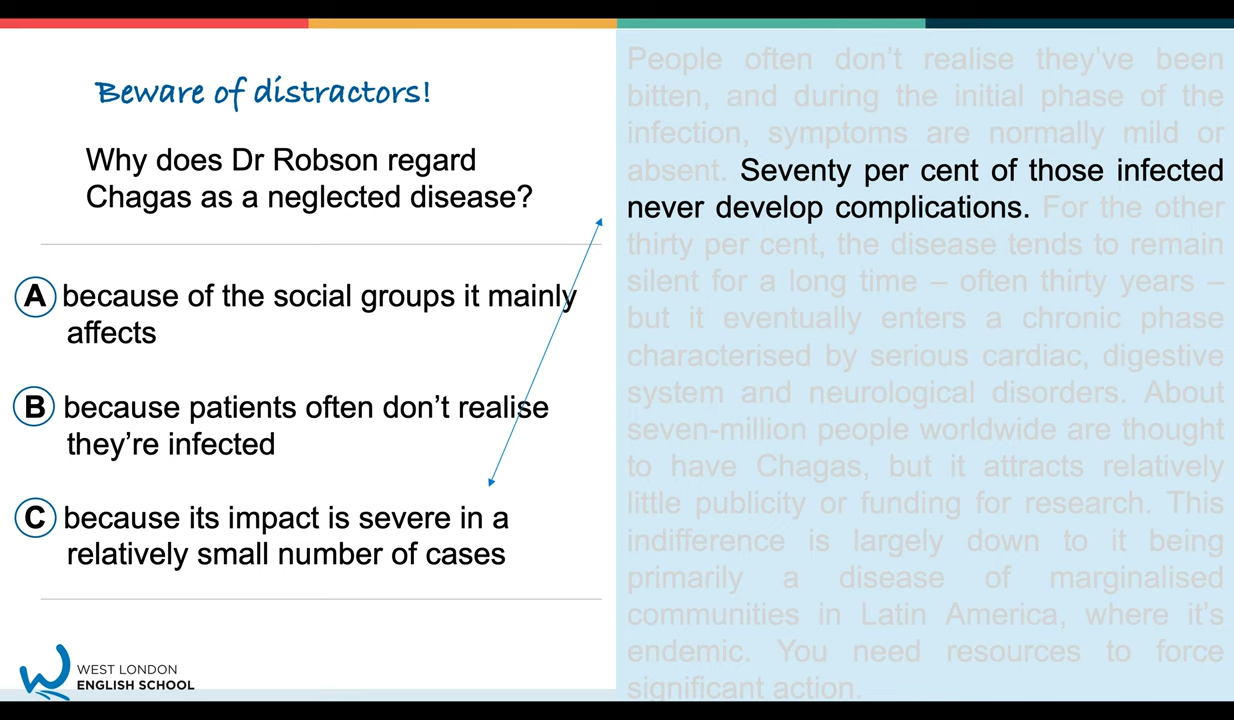 Beware of distractors!
Why does Dr Robson regard
Chagas as a neglected disease?
A because of the social groups it mainly
affects
B because patients often don't realise
they're infected
C because its impact is severe in a
relatively small number of cases
WEST LONDON
ENGLISH SCHOOL
People often don't realise they've been
bitten, and during the initial phase of the
infection, symptoms are normally mild or
absent. Seventy per cent of those infected
never develop complications. For the other
thirty per cent, the disease tends to remain
silent for a long time – often thirty years –
but it eventually enters a chronic phase
characterised by serious cardiac, digestive
system and neurological disorders. About
seven-million people worldwide are thought
to have Chagas, but it attracts relatively
little publicity or funding for research. This
indifference is largely down to it being
primarily a disease of marginalised
communities in Latin America, where it's
endemic. You need resources to force
significant action.